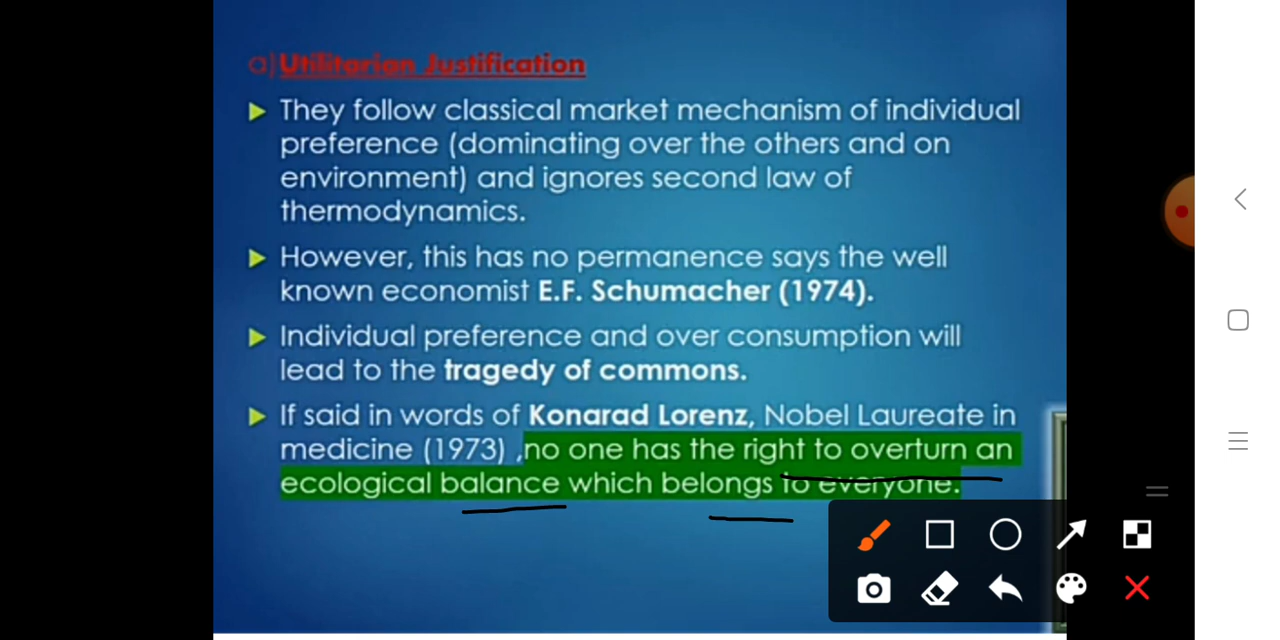 a) Utilitarian Justification
They follow classical market mechanism of individual
preference (dominating over the others and on
environment) and ignores second law of
thermodynamics.
However, this has no permanence says the well
known economist E.F. Schumacher (1974).
Individual preference and over consumption will
lead to the tragedy of commons.
If said in words of Konarad Lorenz, Nobel Laureate in
medicine (1973) ,no one has the right to overturn an
ecological balance which belongs to everyone.